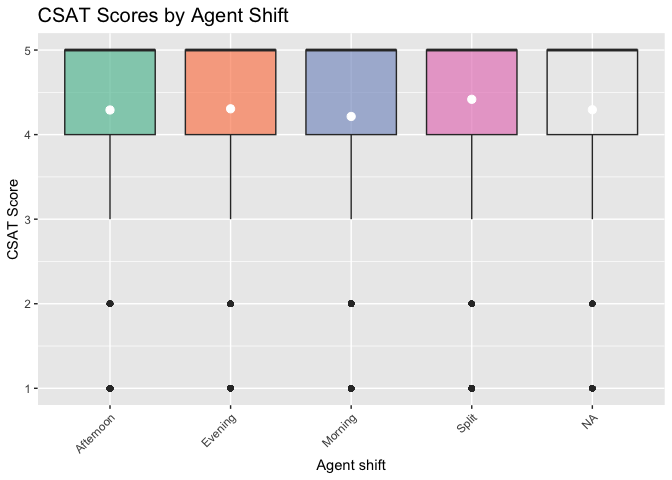 CSAT Scores by Agent Shift
5
4
3
2
1
CSAT Score
Afternoon
Evening
Morning
Split
NA
Agent shift